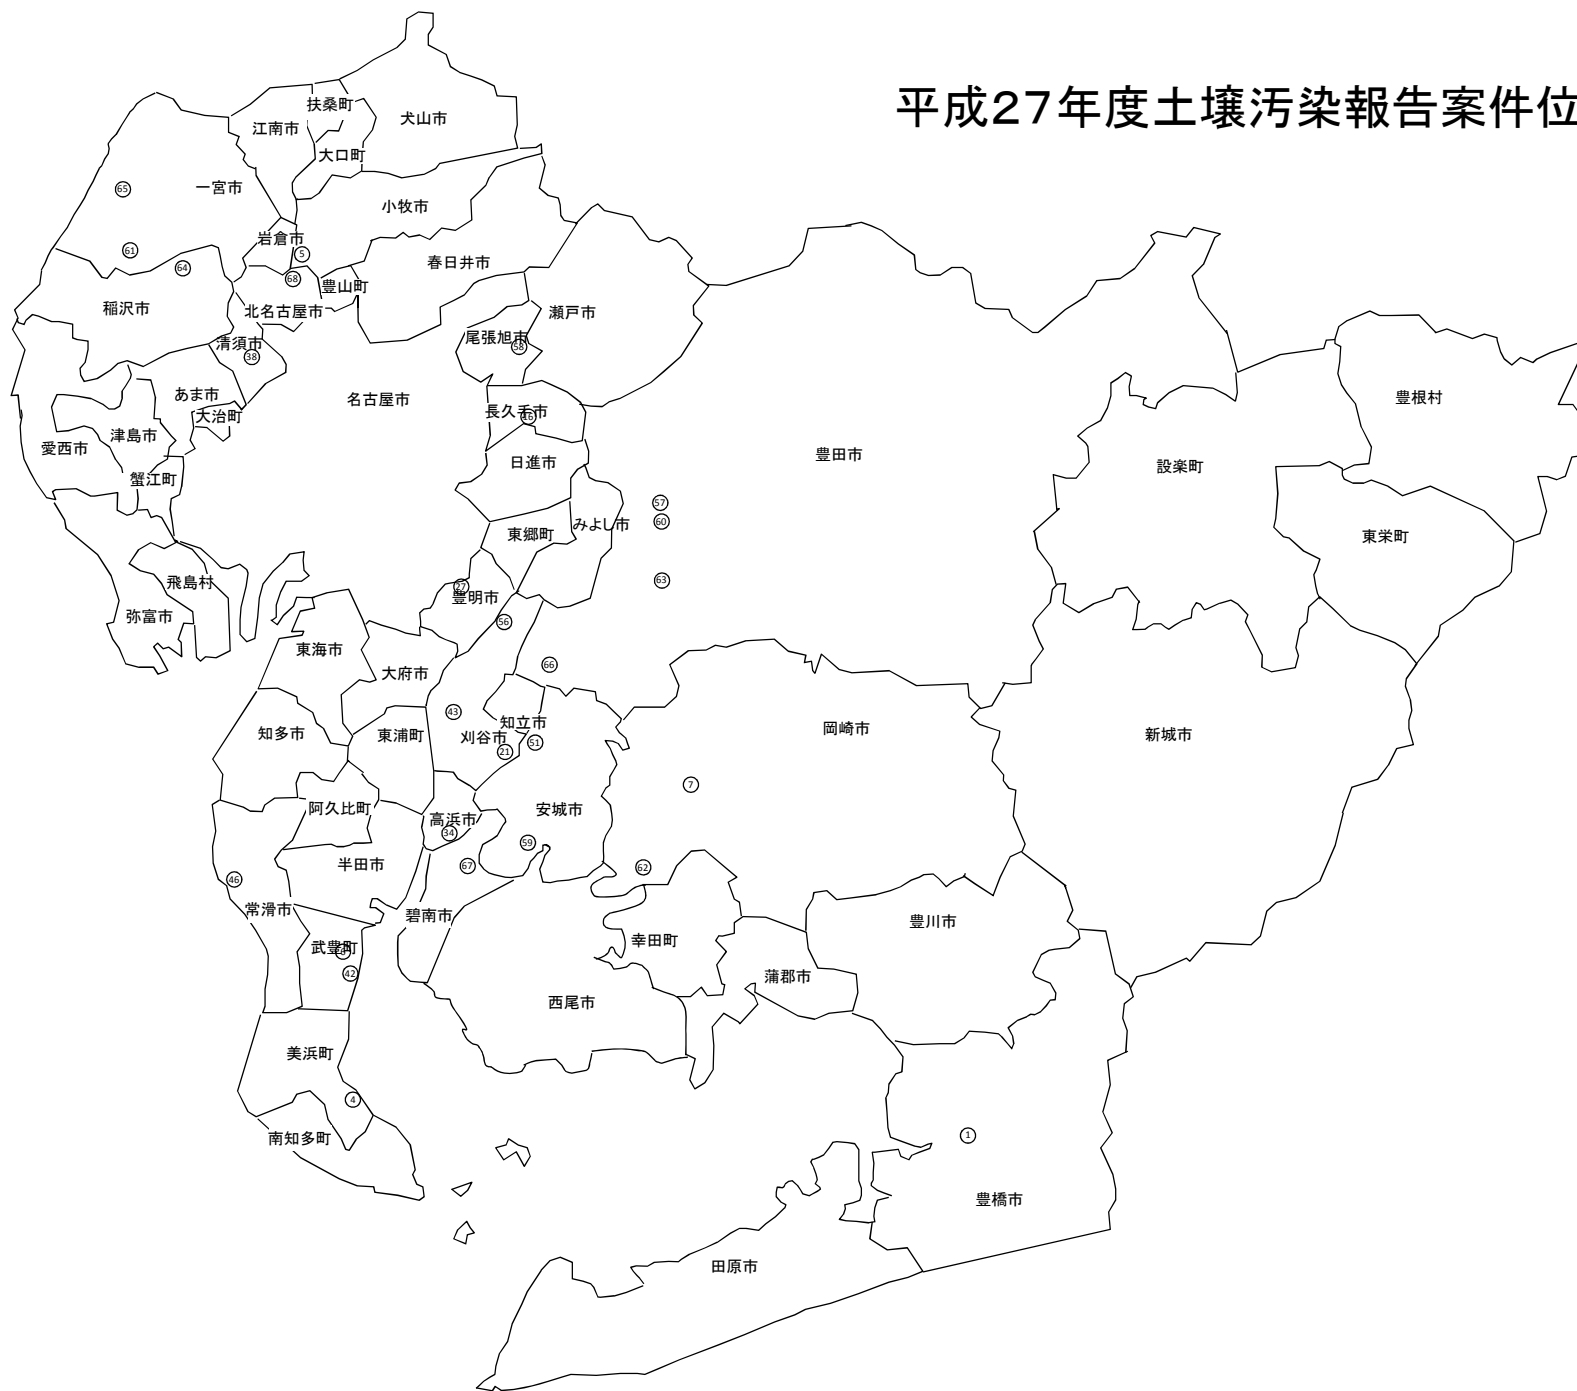 平成27年度土壌汚染報告案件位
扶桑町
犬山市
江南市
大口町
65
一宮市
小牧市
岩倉市
5
61
64
68
春日井市
豊山町
稲沢市
北名古屋市
瀬戸市
清須市
38
尾張旭市
58
あま市
名古屋市
大治町
長久手市
16
豊根村
津島市
愛西市
豊田市
日進市
設楽町
蟹江町
57
60
みよし市
東郷町
東栄町
飛島村
27
63
豊明市
弥富市
56
東海市
66
大府市
43
知立市
知多市
東浦町
刈谷市
51
21
岡崎市
新城市
7
阿久比町
安城市
高浜市
34
59
半田市
67
62
46
常滑市
碧南市
豊川市
武豊町
幸田町
42
蒲郡市
西尾市
美浜町
4
南知多町
1
豊橋市
田原市